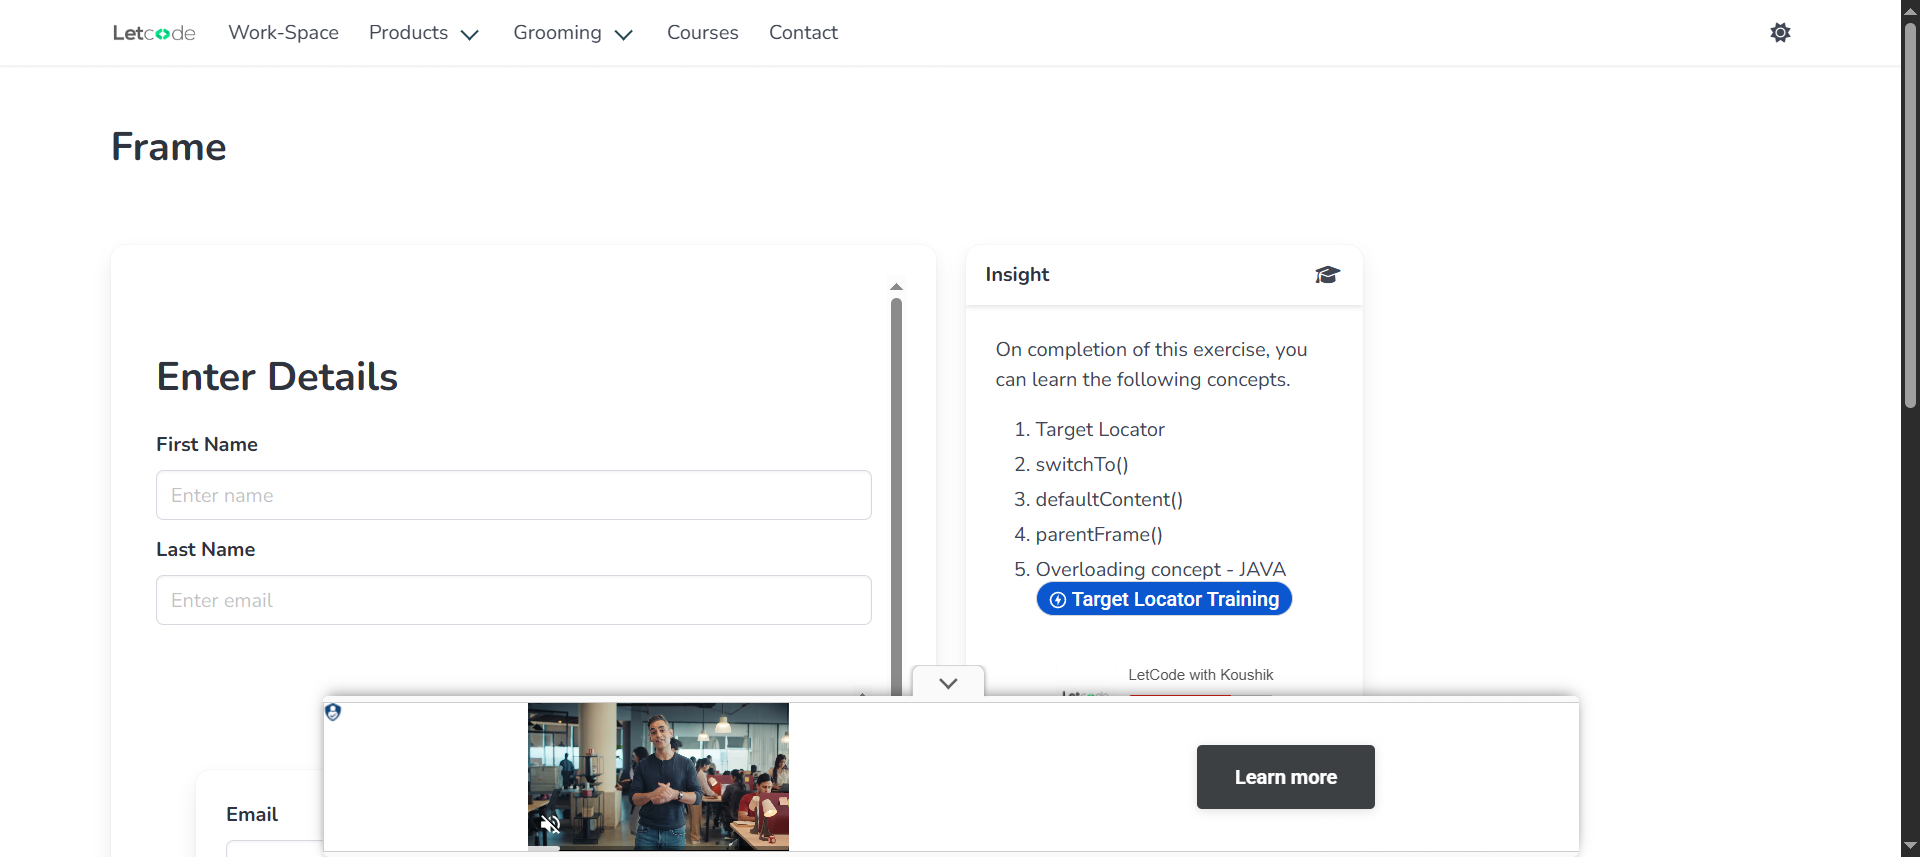 Letcode Work-Space Products Grooming Courses Contact
Frame
Enter Details
First Name
Enter name
Last Name
Enter email
Email
Insight
On completion of this exercise, you
can learn the following concepts.
1. Target Locator
2. switchTo()
3. defaultContent()
4. parentFrame()
5. Overloading concept - JAVA
Target Locator Training
LetCode with Koushik
Learn more